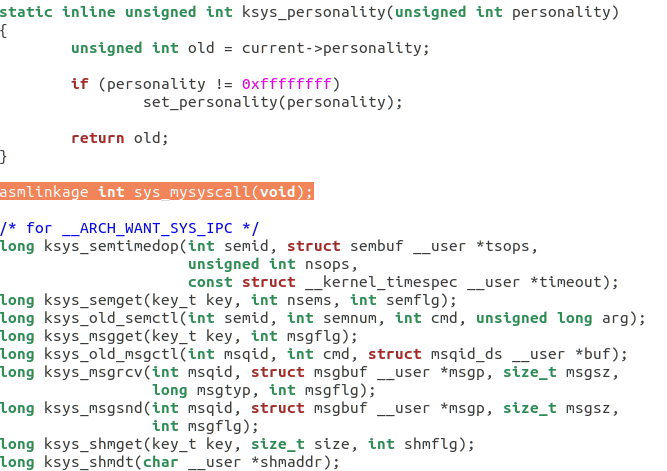 static inline unsigned int ksys_personality(unsigned int personality)
{
        unsigned int old = current->personality;

        if (personality != 0xffffffff)
                set_personality(personality);

        return old;
}

asmlinkage int sys_mysyscall(void);

/* for __ARCH_WANT_SYS_IPC */
long ksys_semtimedop(int semid, struct sembuf __user *tsops,
                     unsigned int nsops,
                     const struct __kernel_timespec __user *timeout);
long ksys_semget(key_t key, int nsems, int semflg);
long ksys_old_semctl(int semid, int semnum, int cmd, unsigned long arg);
long ksys_msgget(key_t key, int msgflg);
long ksys_old_msgctl(int msqid, int cmd, struct msqid_ds __user *buf);
long ksys_msgrcv(int msqid, struct msgbuf __user *msgp, size_t msgsz,
                 long msgtyp, int msgflg);
long ksys_msgsnd(int msqid, struct msgbuf __user *msgp, size_t msgsz,
                 int msgflg);
long ksys_shmget(key_t key, size_t size, int shmflg);
long ksys_shmdt(char __user *shmaddr);